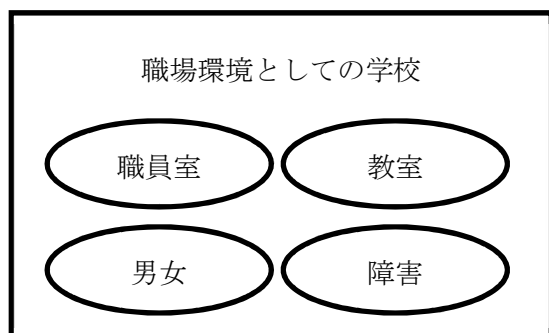 職場環境としての学校
職員室 教室
男女 障害